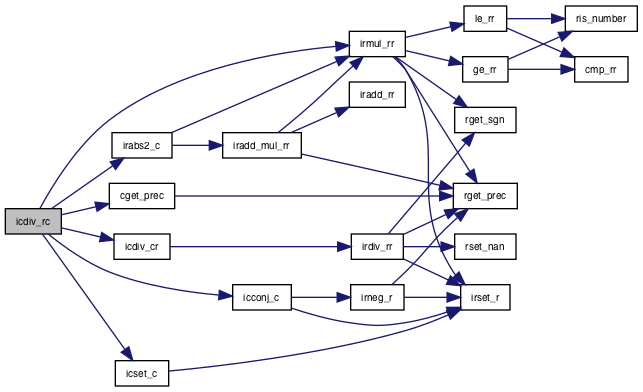 le_rr
ris_number
irmul_rr
ge_rr
cmp_rr
iradd_rr
rget_sgn
irabs2_c
iradd_mul_rr
cget_prec
rget_prec
icdiv_rc
icdiv_cr
irdiv_rr
rset_nan
icconj_c
irneg_r
irset_r
icset_c